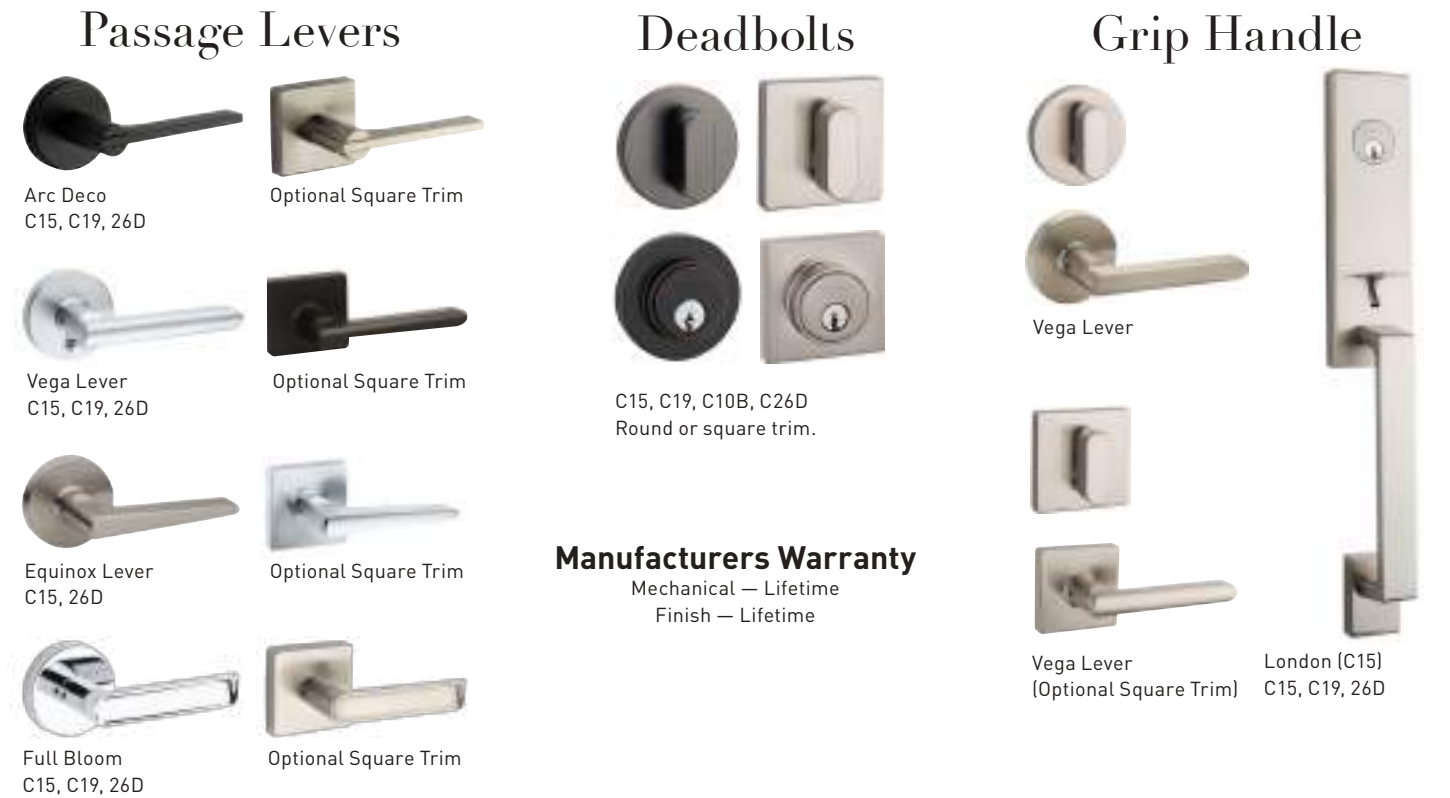 Passage Levers
Arc Deco
C15, C19, 26D
Optional Square Trim
Vega Lever
C15, C19, 26D
Optional Square Trim
Equinox Lever
C15, 26D
Optional Square Trim
Full Bloom
C15, C19, 26D
Optional Square Trim
Deadbolts
C15, C19, C10B, C26D
Round or square trim.
Manufacturers Warranty
Mechanical — Lifetime
Finish — Lifetime
Grip Handle
Vega Lever
Vega Lever
(Optional Square Trim)
London (C15)
C15, C19, 26D